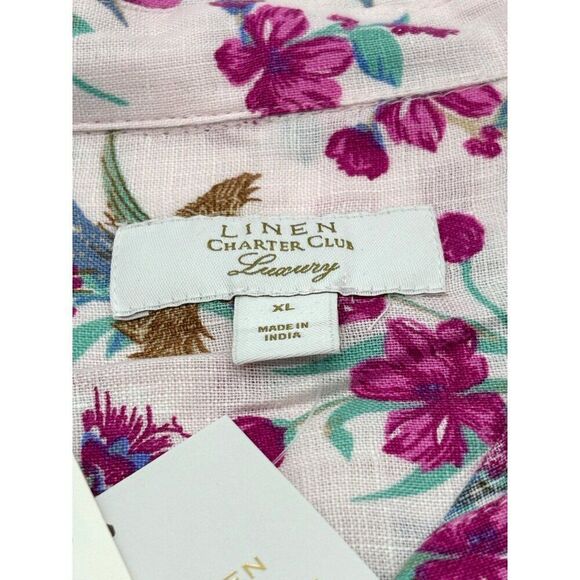 LINEN
CHARTER CLUB
Luxury
XL
MADE IN
INDIA